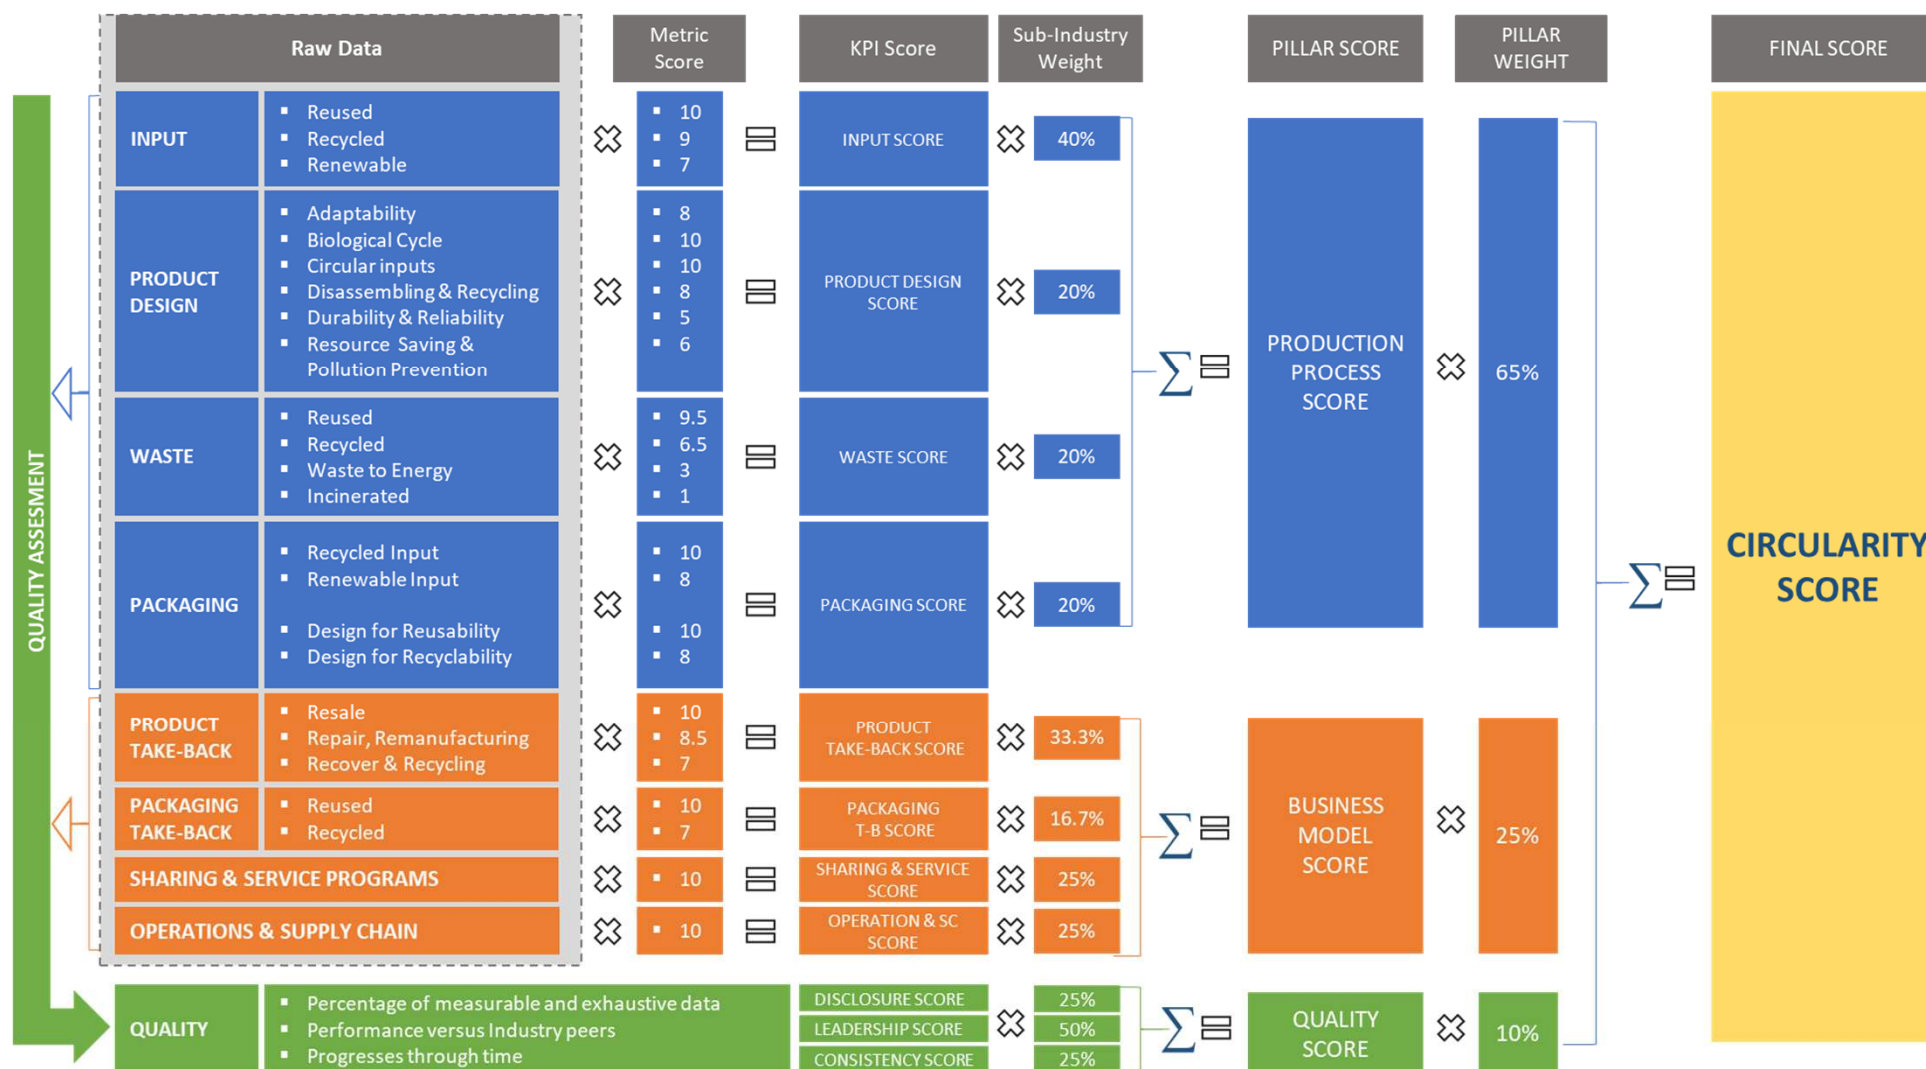 Raw Data
Metric
Score
KPI Score
Sub-Industry
Weight
PILLAR SCORE
PILLAR
WEIGHT
FINAL SCORE
QUALITY ASSESMENT
INPUT
▪ Reused
▪ Recycled
▪ Renewable
▪ 10
▪ 9
▪ 7
INPUT SCORE
40%
PRODUCT
DESIGN
▪ Adaptability
▪ Biological Cycle
▪ Circular inputs
▪ Disassembling & Recycling
▪ Durability & Reliability
▪ Resource Saving &
Pollution Prevention
▪ 8
▪ 10
▪ 10
▪ 8
▪ 5
▪ 6
PRODUCT DESIGN
SCORE
20%
WASTE
▪ Reused
▪ Recycled
▪ Waste to Energy
▪ Incinerated
▪ 9.5
▪ 6.5
▪ 3
▪ 1
WASTE SCORE
20%
PACKAGING
▪ Recycled Input
▪ Renewable Input
▪ Design for Reusability
▪ Design for Recyclability
▪ 10
▪ 8
▪ 10
▪ 8
PACKAGING SCORE
20%
∑
PRODUCTION
PROCESS
SCORE
65%
PRODUCT
TAKE-BACK
▪ Resale
▪ Repair, Remanufacturing
▪ Recover & Recycling
▪ 10
▪ 8.5
▪ 7
PRODUCT
TAKE-BACK SCORE
33.3%
PACKAGING
TAKE-BACK
▪ Reused
▪ Recycled
▪ 10
▪ 7
PACKAGING
T-B SCORE
16.7%
SHARING & SERVICE PROGRAMS
▪ 10
SHARING & SERVICE
SCORE
25%
OPERATIONS & SUPPLY CHAIN
▪ 10
OPERATION & SC
SCORE
25%
∑
BUSINESS
MODEL
SCORE
25%
QUALITY
▪ Percentage of measurable and exhaustive data
▪ Performance versus Industry peers
▪ Progresses through time
DISCLOSURE SCORE
LEADERSHIP SCORE
CONSISTENCY SCORE
25%
50%
25%
∑
QUALITY
SCORE
10%
∑
CIRCULARITY
SCORE